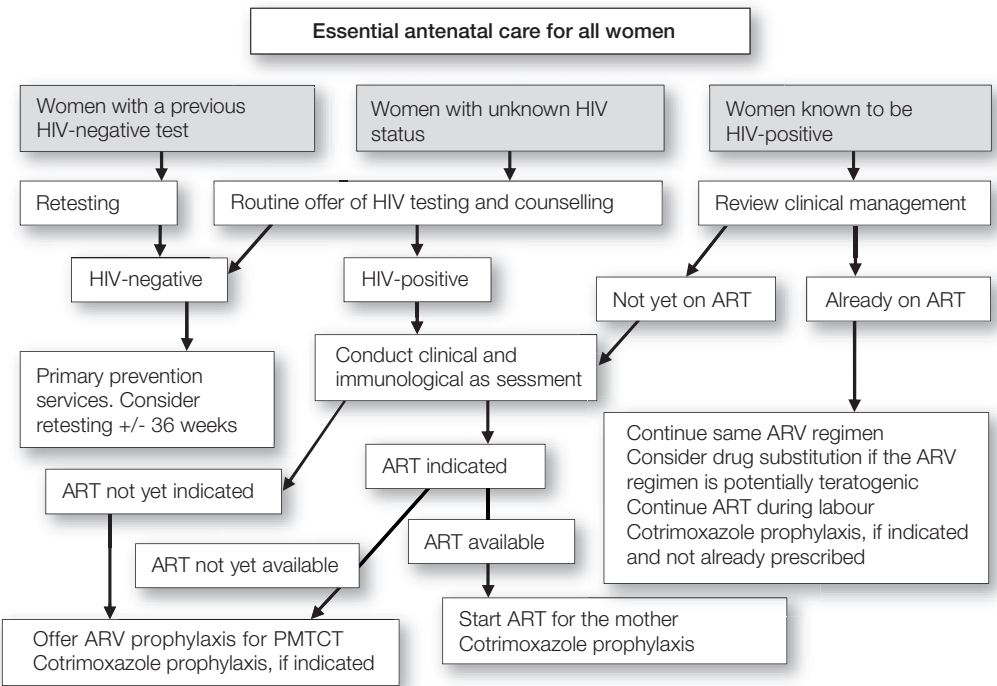 Essential antenatal care for all women
Women with a previous
HIV-negative test
Women with unknown HIV
status
Women known to be
HIV-positive
Retesting
Routine offer of HIV testing and counselling
Review clinical management
HIV-negative
HIV-positive
Not yet on ART
Already on ART
Primary prevention
services. Consider
retesting +/- 36 weeks
Conduct clinical and
immunological as sessment
Continue same ARV regimen
Consider drug substitution if the ARV
regimen is potentially teratogenic
Continue ART during labour
Cotrimoxazole prophylaxis, if indicated
and not already prescribed
ART not yet indicated
ART indicated
ART not yet available
ART available
Offer ARV prophylaxis for PMTCT
Cotrimoxazole prophylaxis, if indicated
Start ART for the mother
Cotrimoxazole prophylaxis